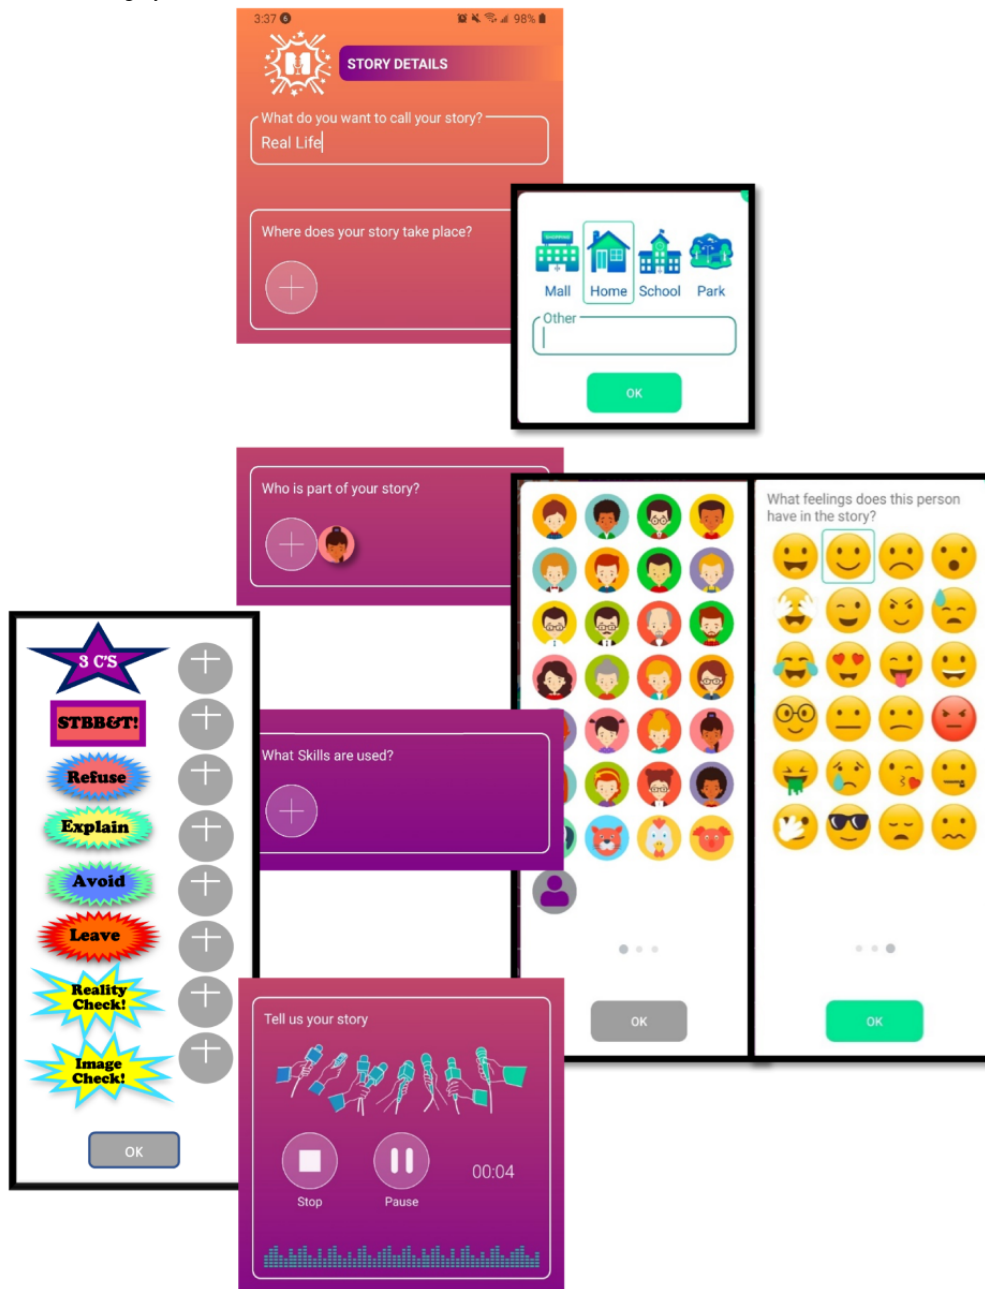 3:37
98%
STORY DETAILS
What do you want to call your story?
Real Life
Where does your story take place?
SHOPPING
Mall
Home
School
Park
Other
OK
Who is part of your story?
What feelings does this person
have in the story?
OK
OK
3 C'S
STBB&T!
Refuse
Explain
Avoid
Leave
Reality
Check!
Image
Check!
OK
What Skills are used?
Tell us your story
Stop
Pause
00:04